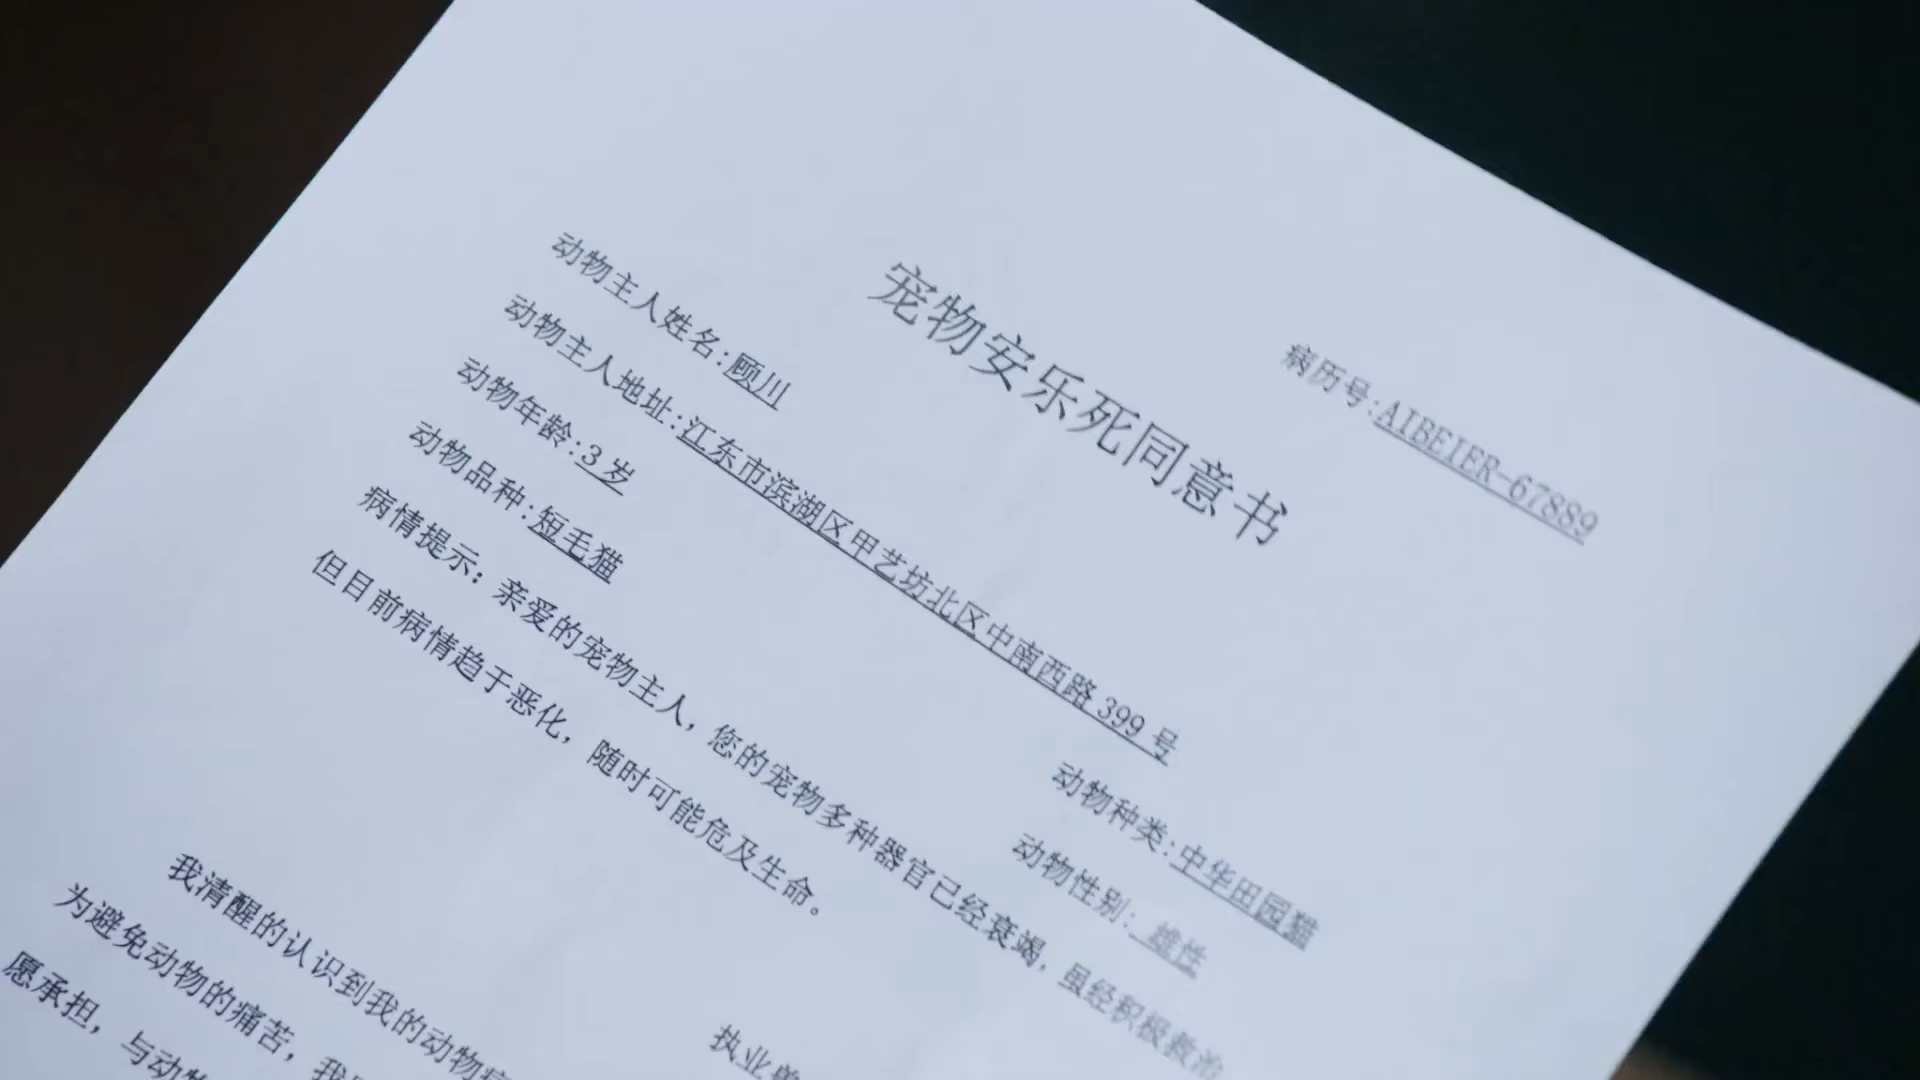 病历号:AIBEIER-67889
宠物安乐死同意书
动物主人姓名:顾川
动物主人地址:江东市滨湖区甲艺坊北区中南西路399号
动物年龄:3岁 动物种类:中华田园猫
动物品种:短毛猫 动物性别:雄性
病情提示:亲爱的宠物主人,您的宠物多种器官已经衰竭,虽经积极救治
但目前病情趋于恶化,随时可能危及生命。
执业兽
我清醒的认识到我的动物病
为避免动物的痛苦,我
愿承担,与动物